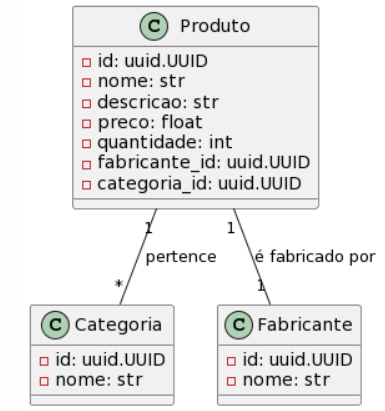 C Produto
id: uuid.UUID
nome: str
descricao: str
preco: float
quantidade: int
fabricante_id: uuid.UUID
categoria_id: uuid.UUID
1 1
pertence é fabricado por
* 1
C Categoria
id: uuid.UUID
nome: str
C Fabricante
id: uuid.UUID
nome: str